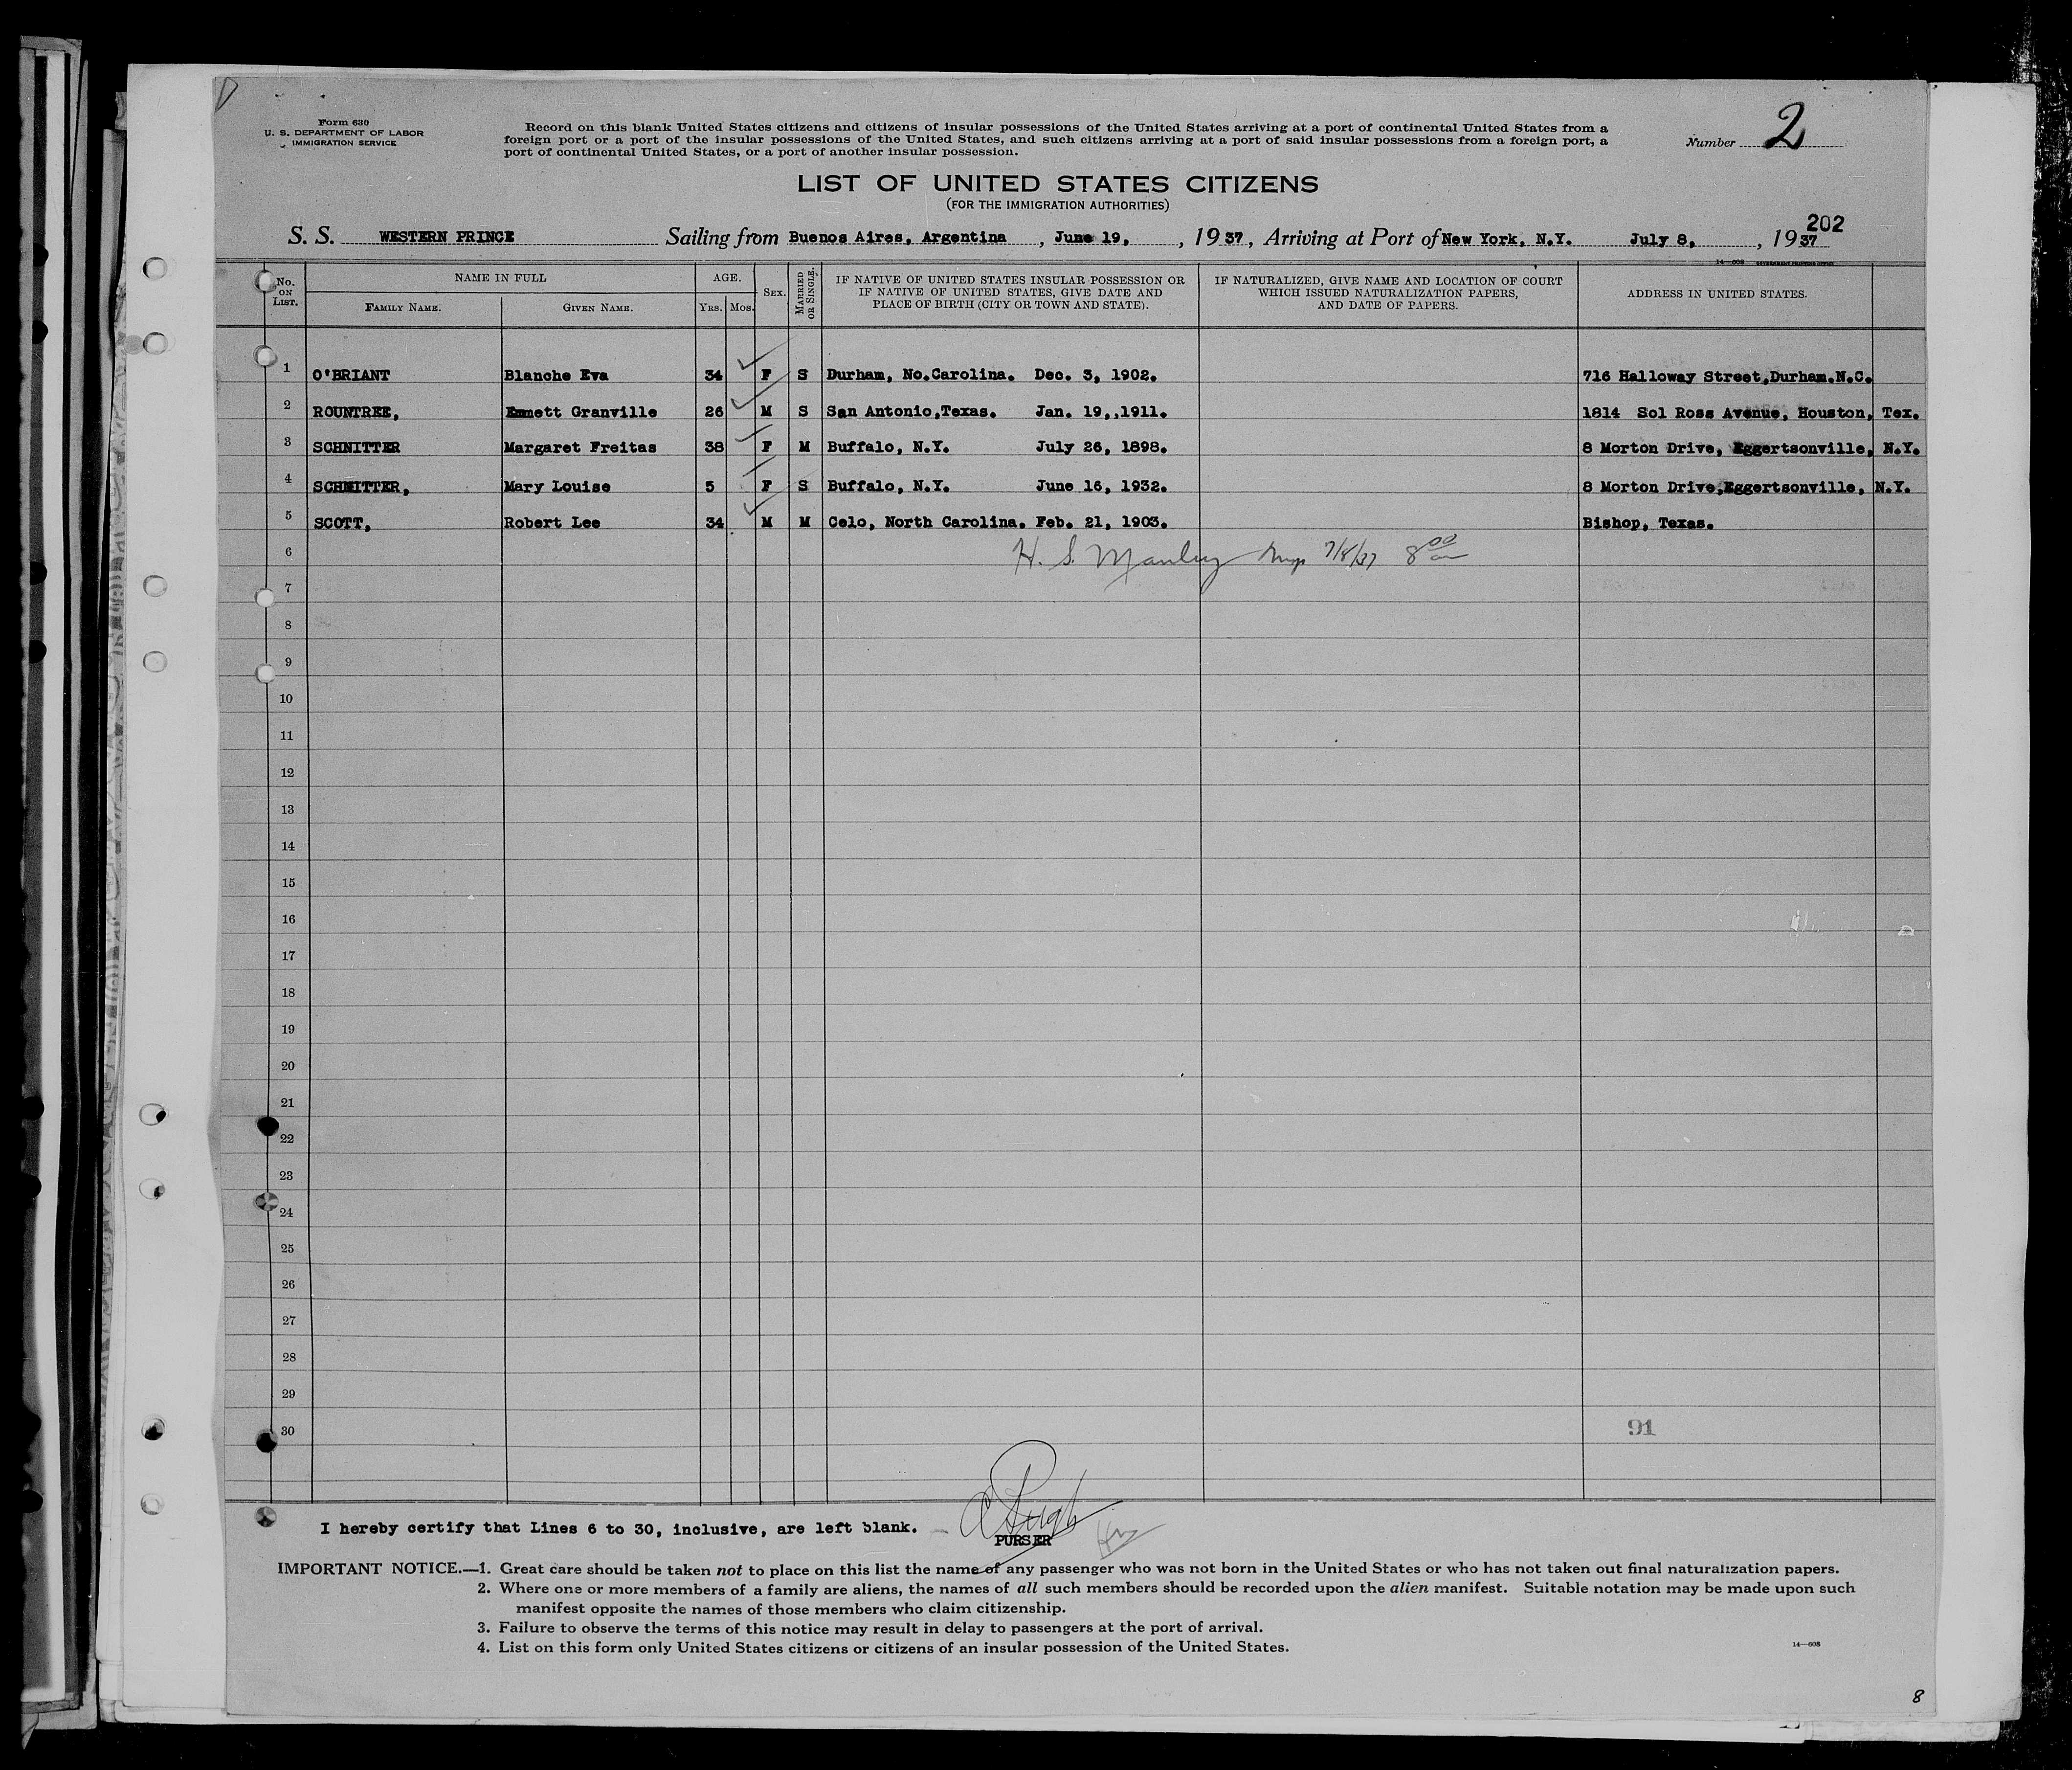 Form 630
U. S. DEPARTMENT OF LABOR
IMMIGRATION SERVICE
Record on this blank United States citizens and citizens of insular possessions of the United States arriving at a port of continental United States from a
foreign port or a port of the insular possessions of the United States, and such citizens arriving at a port of said insular possessions from a foreign port, a
port of continental United States, or a port of another insular possession.
Number 2
LIST OF UNITED STATES CITIZENS
(FOR THE IMMIGRATION AUTHORITIES)
202
S. S. WESTERN PRINCE Sailing from Buenos Aires, Argentina, June 19, , 1937, Arriving at Port of New York, N.Y. July 8, , 1937
14—608 GOVERNMENT PRINTING OFFICE
No. ON LIST. NAME IN FULL AGE. SEX. MARRIED OR SINGLE. IF NATIVE OF UNITED STATES INSULAR POSSESSION OR IF NATIVE OF UNITED STATES, GIVE DATE AND PLACE OF BIRTH (CITY OR TOWN AND STATE). IF NATURALIZED, GIVE NAME AND LOCATION OF COURT WHICH ISSUED NATURALIZATION PAPERS, AND DATE OF PAPERS. ADDRESS IN UNITED STATES.
FAMILY NAME. GIVEN NAME. YRS. MOS.
1 O'BRIANT Blanche Eva 34 F S Durham, No.Carolina. Dec. 3, 1902. 716 Halloway Street,Durham.N.C.
2 ROUNTREE, Emmett Granville 26 M S San Antonio,Texas. Jan. 19,,1911. 1814 Sol Ross Avenue, Houston, Tex.
3 SCHNITTER Margaret Freitas 38 F M Buffalo, N.Y. July 26, 1898. 8 Morton Drive, Eggertsonville, N.Y.
4 SCHNITTER, Mary Louise 5 F S Buffalo, N.Y. June 16, 1932. 8 Morton Drive,Eggertsonville, N.Y.
5 SCOTT, Robert Lee 34 M M Celo, North Carolina. Feb. 21, 1903. Bishop, Texas.
6 H. S. Manley Insp 7/8/37 8 00 am
7
8
9
10
11
12
13
14
15
16
17
18
19
20
21
22
23
24
25
26
27
28
29
30 91
I hereby certify that Lines 6 to 30, inclusive, are left blank.
PURSER
IMPORTANT NOTICE.—1. Great care should be taken not to place on this list the name of any passenger who was not born in the United States or who has not taken out final naturalization papers.
2. Where one or more members of a family are aliens, the names of all such members should be recorded upon the alien manifest. Suitable notation may be made upon such
manifest opposite the names of those members who claim citizenship.
3. Failure to observe the terms of this notice may result in delay to passengers at the port of arrival.
4. List on this form only United States citizens or citizens of an insular possession of the United States.
14—608
8